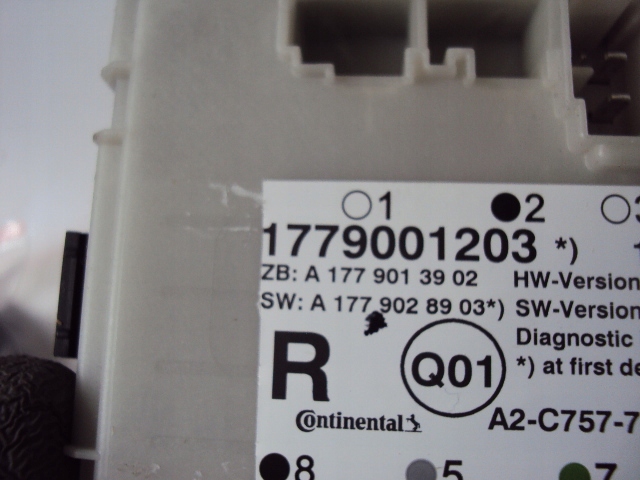 1 2
1779001203 *)
ZB: A 177 901 39 02 HW-Version
SW: A 177 902 89 03*) SW-Version
Diagnostic
R Q01 *) at first de
Continental A2-C757-7
8 5 7